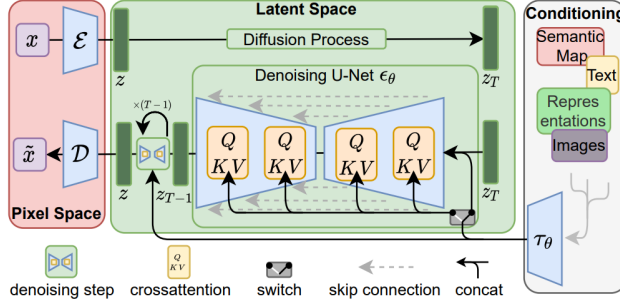 Latent Space
Conditioning
x
ℰ
z
Diffusion Process
z_T
Semantic
Map
Text
Repres
entations
Images
Denoising U-Net ϵ_θ
×(T−1)
Q
KV
Q
KV
Q
KV
Q
KV
x̃
𝒟
z
z_{T−1}
z_T
Pixel Space
τ_θ
denoising step
Q
KV
crossattention
switch
skip connection
concat